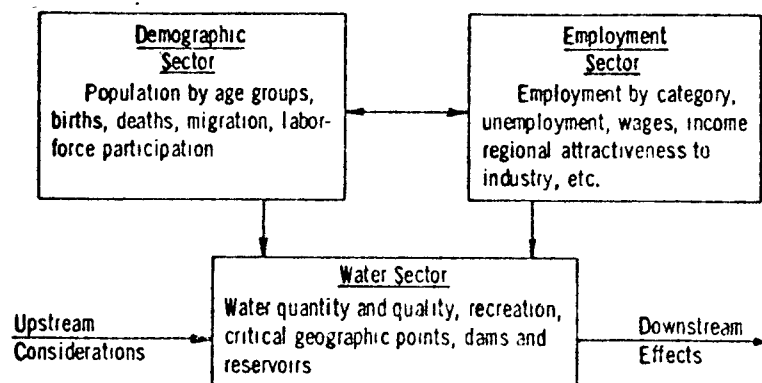 Demographic
Sector
Population by age groups,
births, deaths, migration, labor-
force participation
Employment
Sector
Employment by category,
unemployment, wages, income
regional attractiveness to
industry, etc.
Water Sector
Water quantity and quality, recreation,
critical geographic points, dams and
reservoirs
Upstream
Considerations
Downstream
Effects